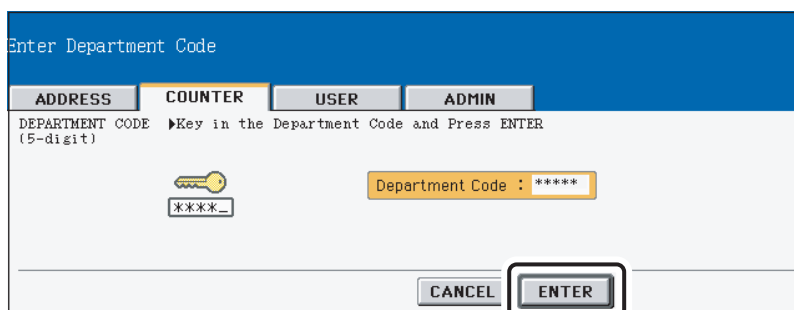 Enter Department Code
ADDRESS COUNTER USER ADMIN
DEPARTMENT CODE ▶Key in the Department Code and Press ENTER
(5-digit)
Department Code : *****
****_
CANCEL ENTER